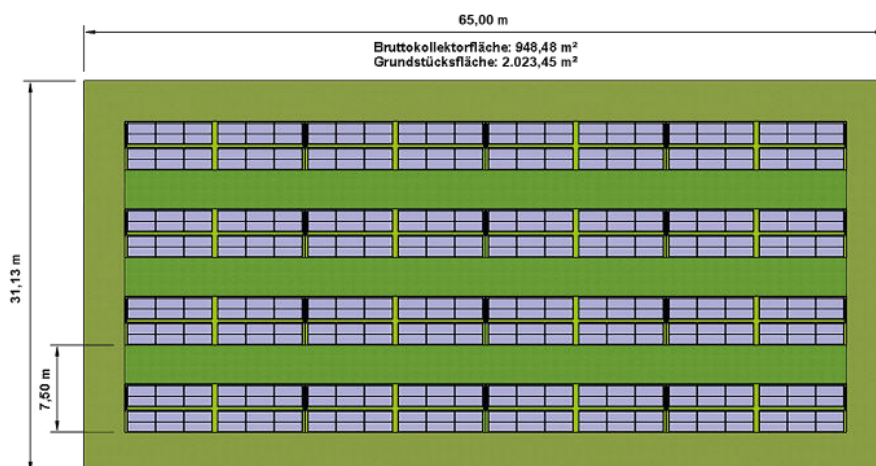 65,00 m
Bruttokollektorfläche: 948,48 m²
Grundstücksfläche: 2.023,45 m²
31,13 m
7,50 m